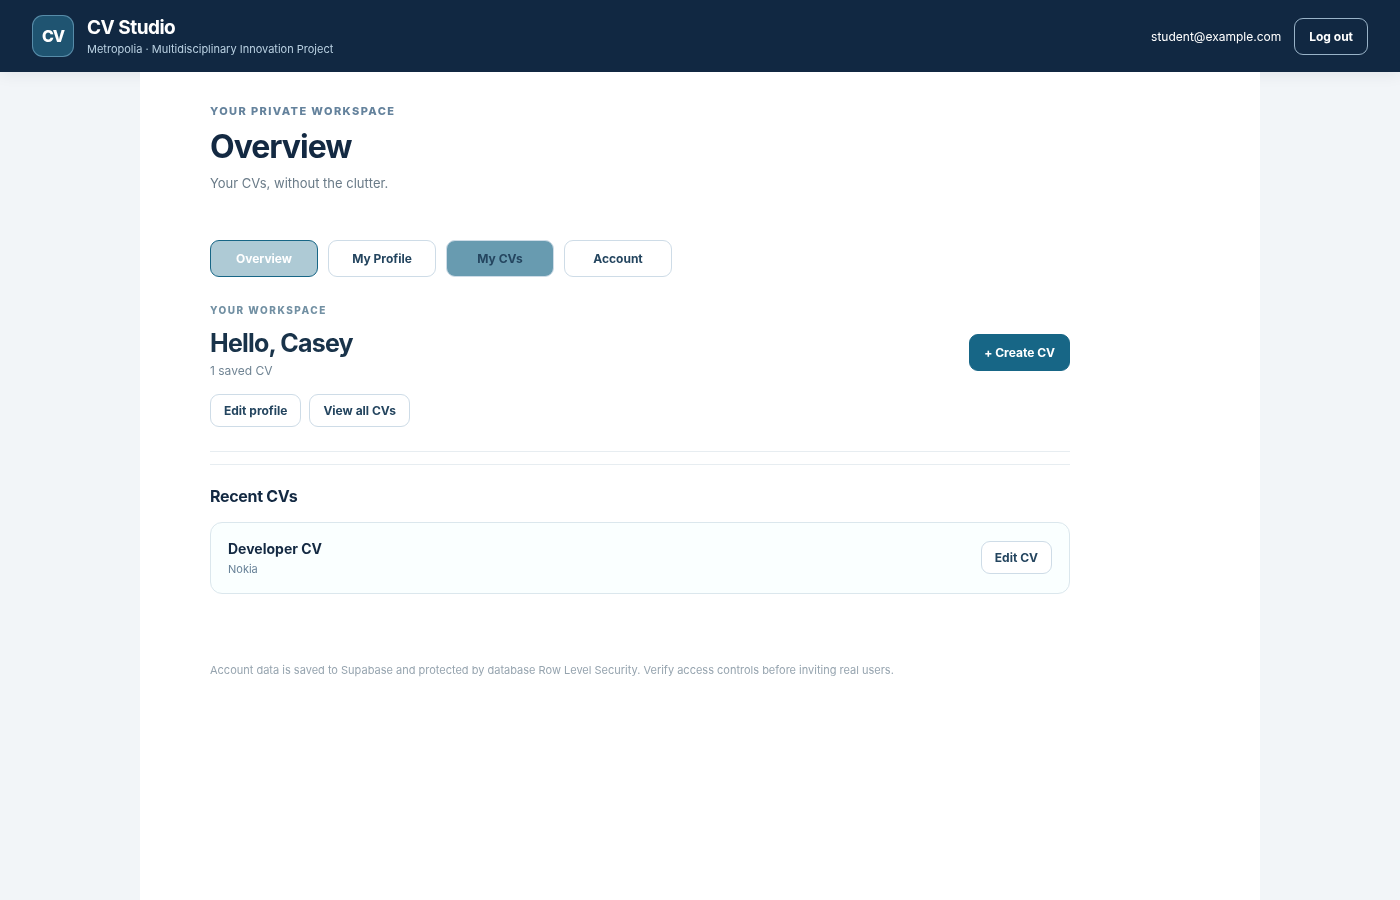 CV
CV Studio
Metropolia · Multidisciplinary Innovation Project
student@example.com
Log out
YOUR PRIVATE WORKSPACE
Overview
Your CVs, without the clutter.
Overview
My Profile
My CVs
Account
YOUR WORKSPACE
Hello, Casey
1 saved CV
+ Create CV
Edit profile
View all CVs
Recent CVs
Developer CV
Nokia
Edit CV
Account data is saved to Supabase and protected by database Row Level Security. Verify access controls before inviting real users.